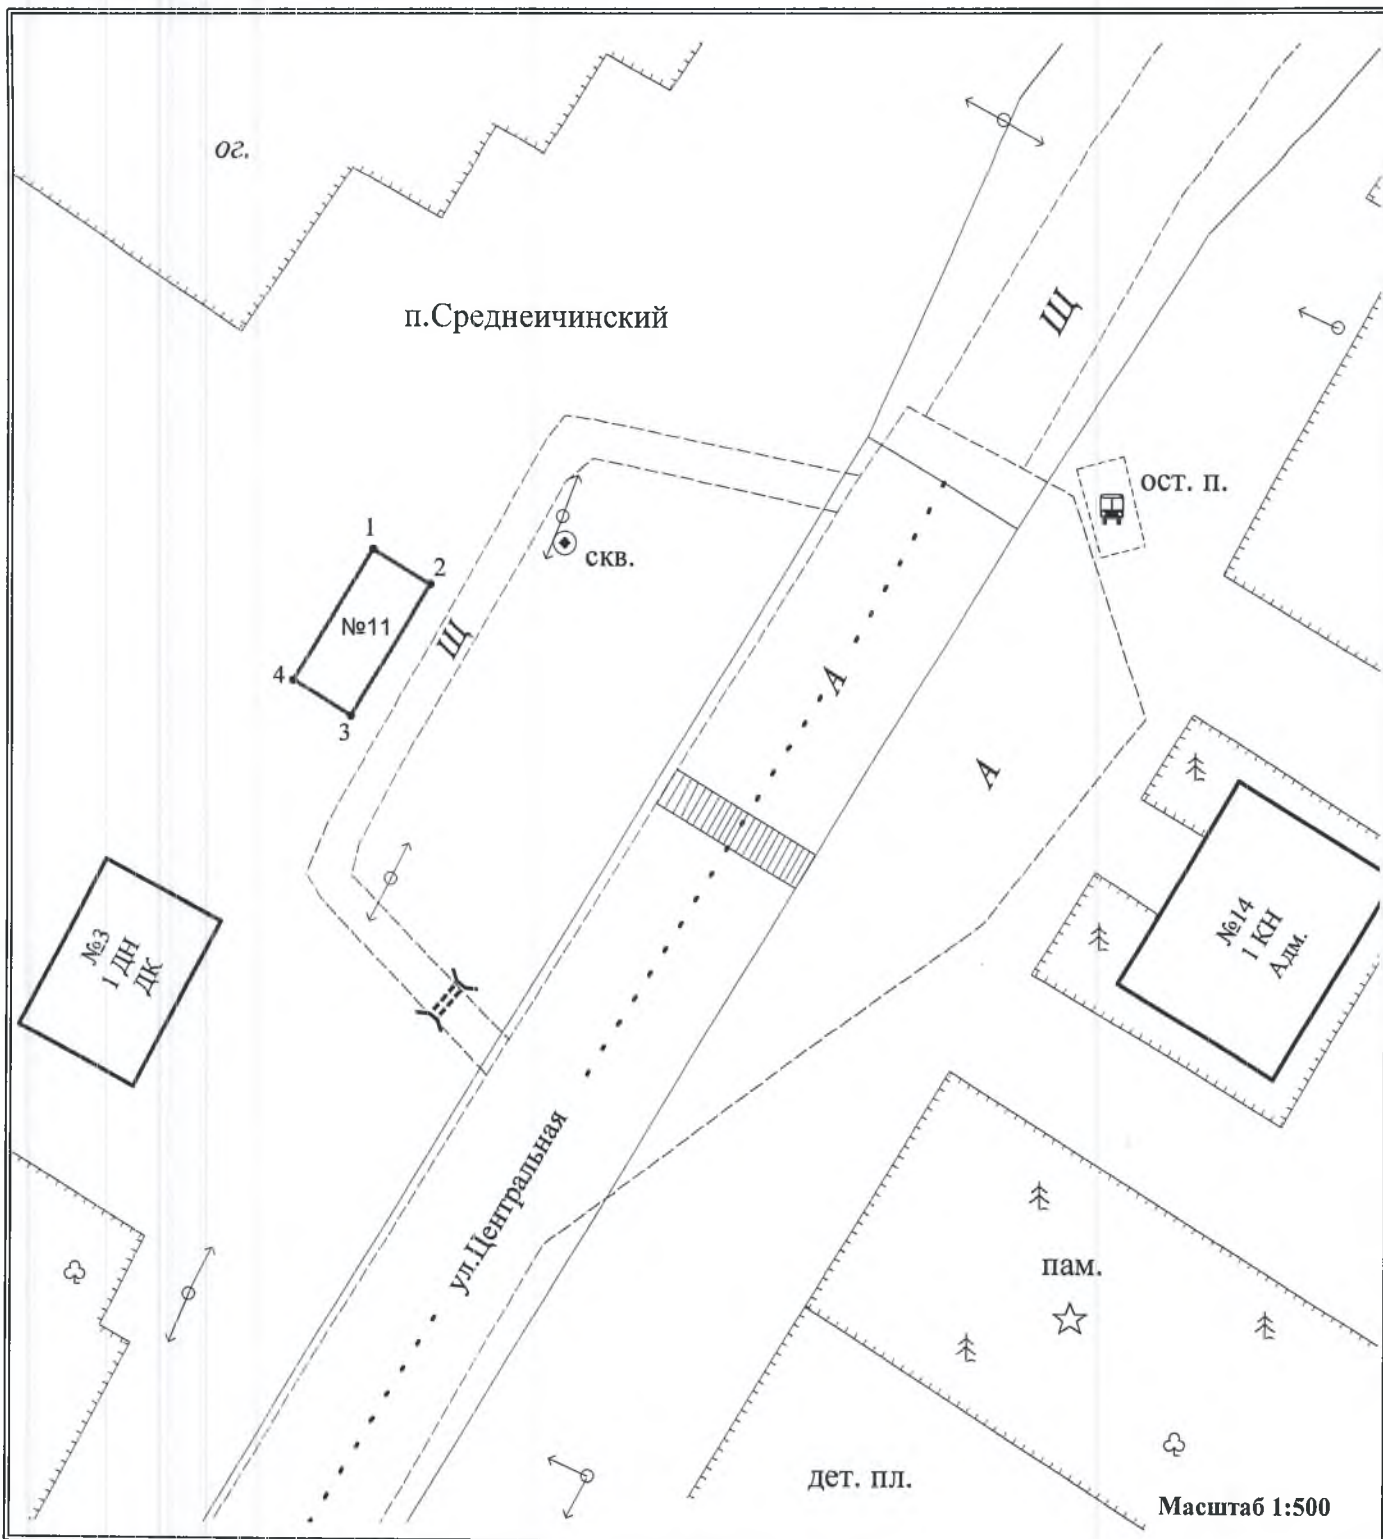 ог.
п.Среднеичинский
Щ
ост. п.
скв.
1
2
№11
Щ
4
3
А
А
№3
1 ДН
ДК
№14
1 КН
Адм.
ул.Центральная
пам.
дет. пл.
Масштаб 1:500